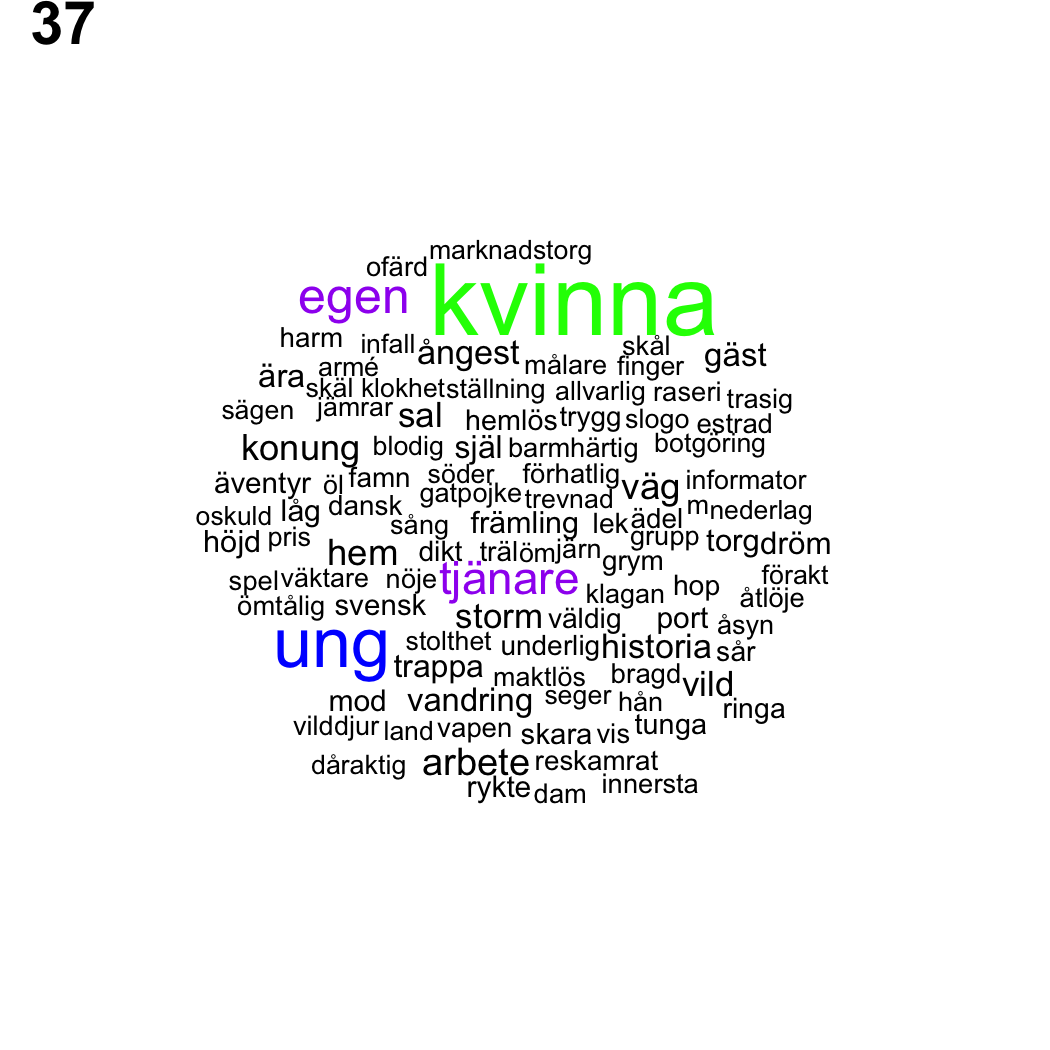 37
marknadstorg
ofärd
egen kvinna
harm infall ångest målare skål finger gäst
ära armé
skäl klokhet ställning allvarlig raseri trasig
sägen jämrar sal hemlös trygg slogo estrad
konung blodig själ barmhärtig botgöring
äventyr öl famn söder förhatlig väg informator
gatpojke trevnad
oskuld låg dansk sång främling lek ädel m nederlag
höjd pris hem dikt träl öm järn grupp torg dröm
grym
spel väktare nöje tjänare klagan hop förakt
ömtålig svensk storm väldig port åtlöje
åsyn
ung stolthet underlig historia sår
trappa maktlös bragd vild
mod vandring seger hån ringa
vilddjur land vapen skara vis tunga
dåraktig arbete reskamrat
rykte dam innersta